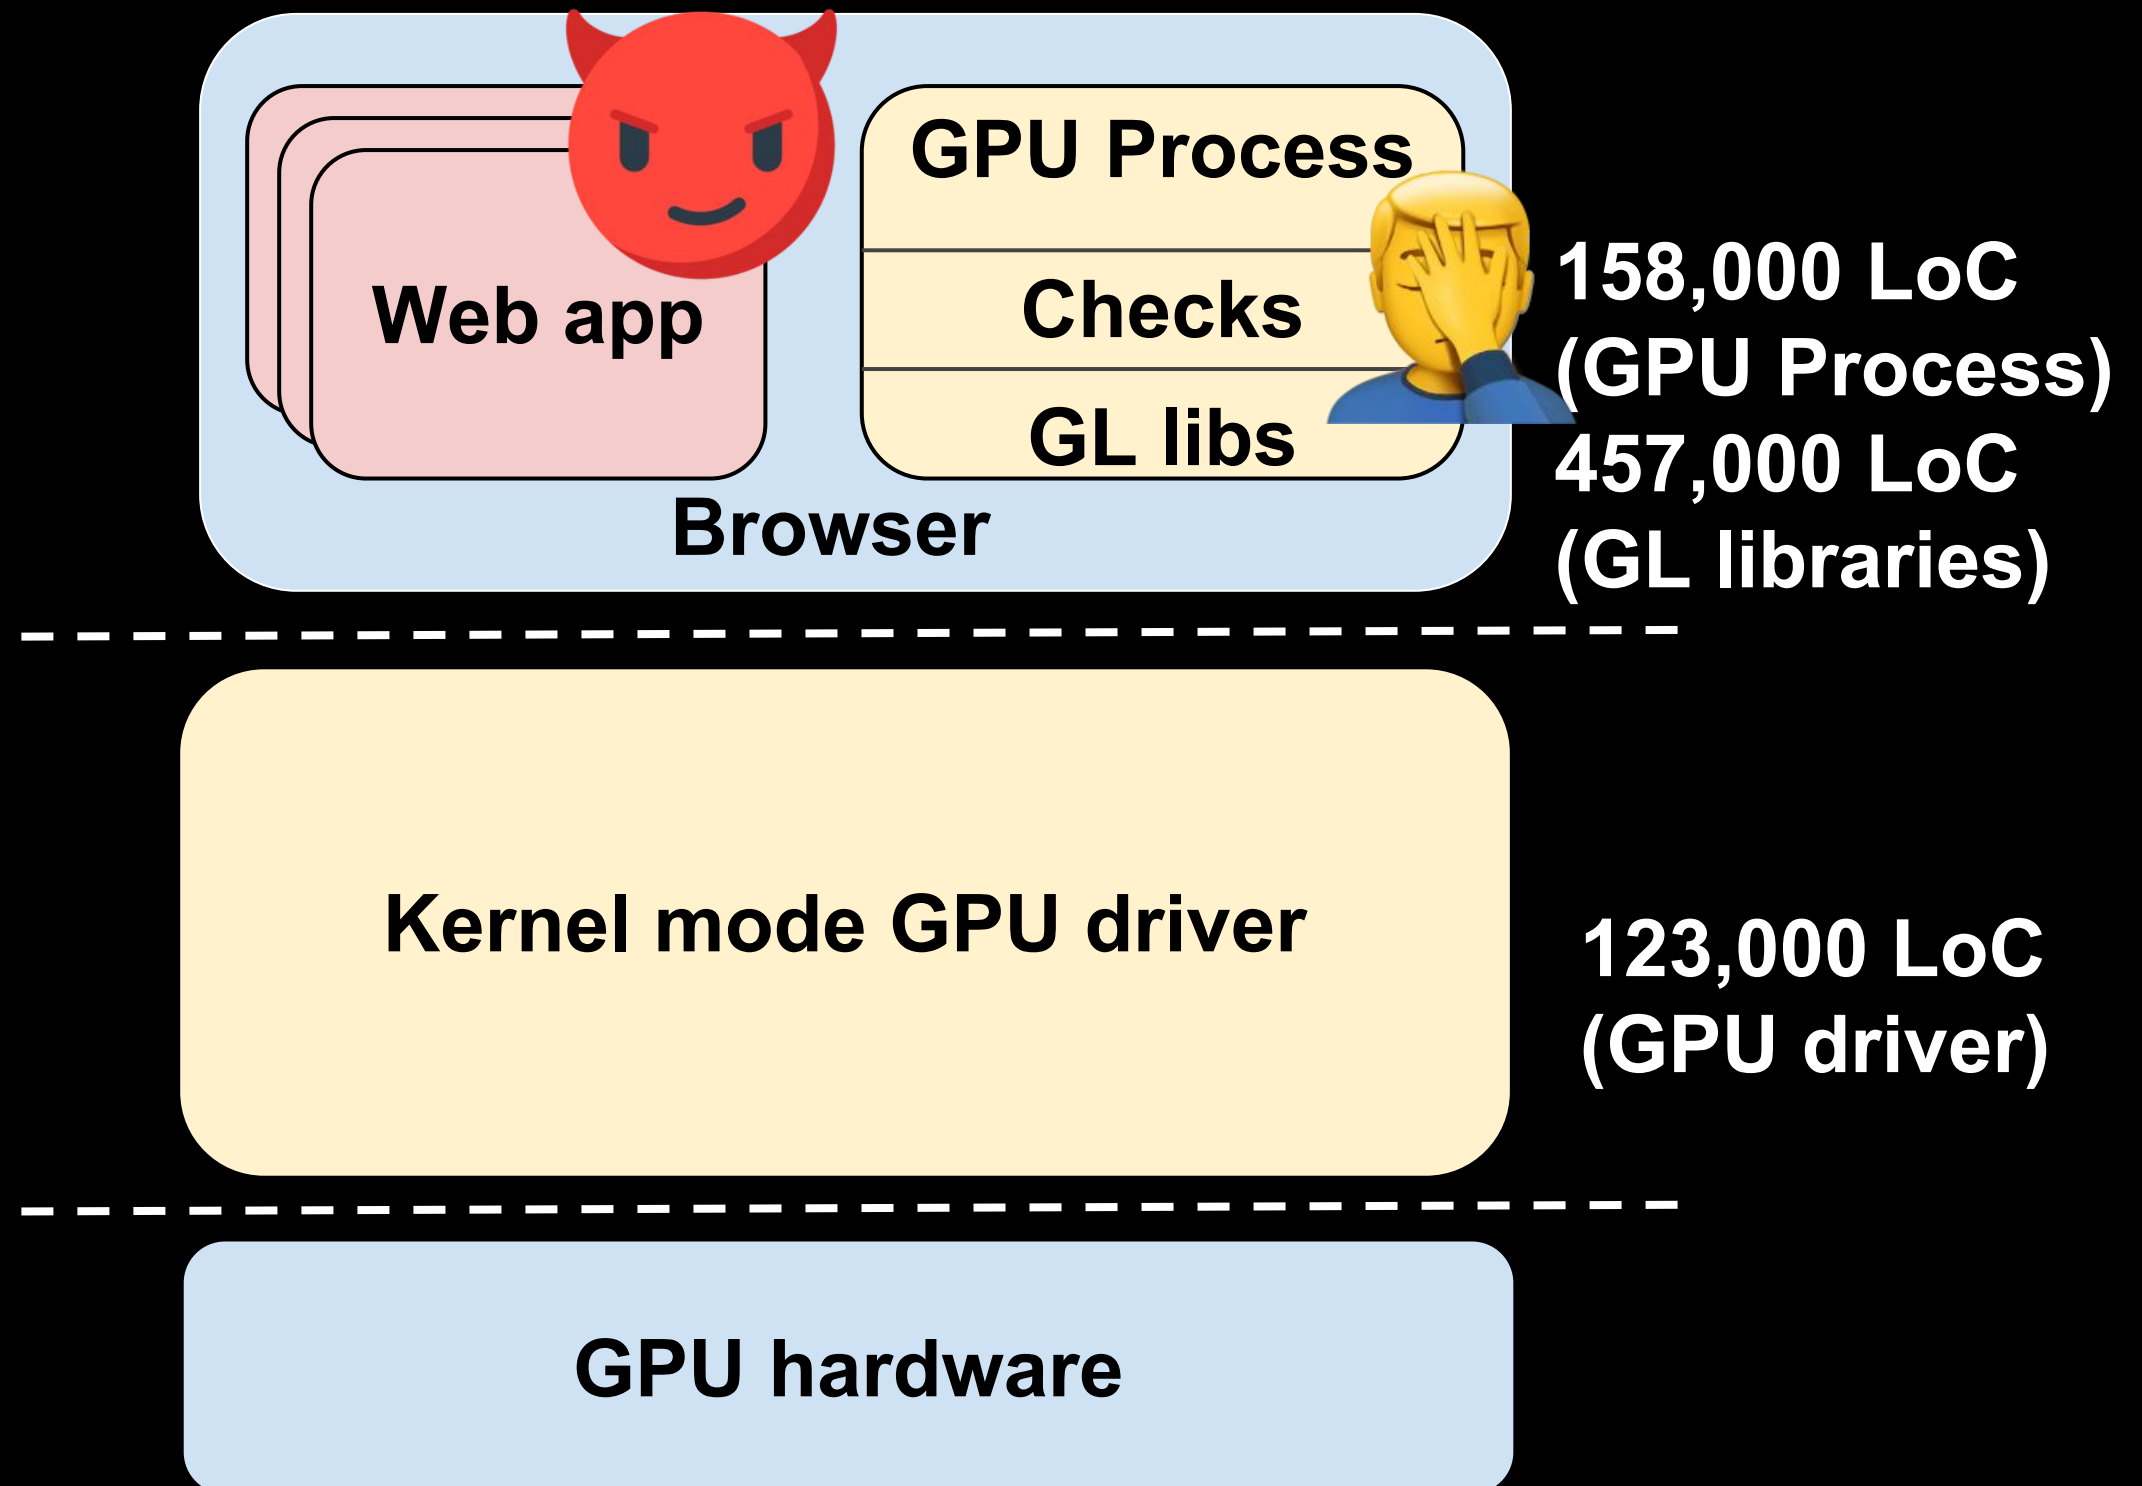 GPU Process
Checks
Web app
GL libs
Browser
158,000 LoC
(GPU Process)
457,000 LoC
(GL libraries)
Kernel mode GPU driver
123,000 LoC
(GPU driver)
GPU hardware